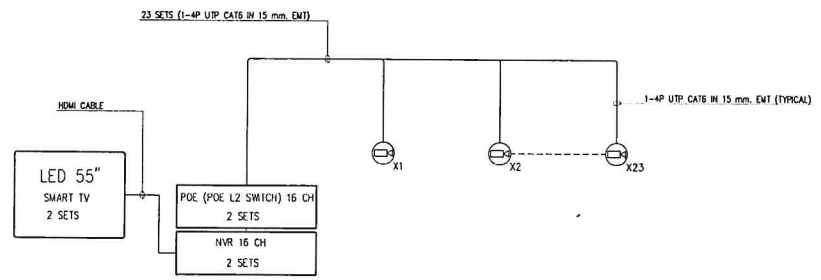 23 SETS (1-4P UTP CAT6 IN 15 mm. EMT)
HDMI CABLE
1-4P UTP CAT6 IN 15 mm. EMT (TYPICAL)
LED 55"
SMART TV
2 SETS
X1
X2
X23
POE (POE L2 SWITCH) 16 CH
2 SETS
NVR 16 CH
2 SETS